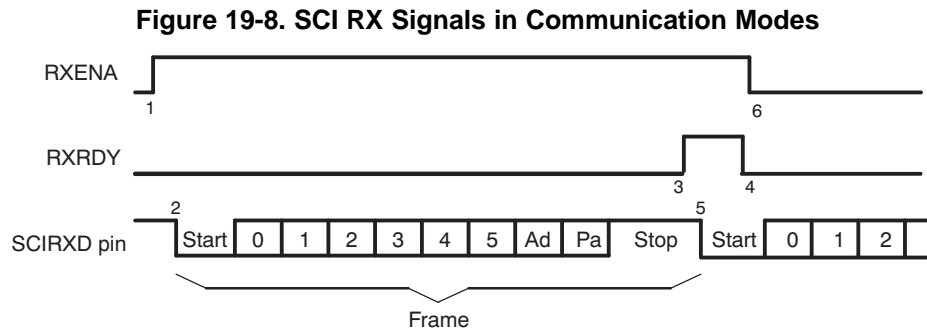 Figure 19-8. SCI RX Signals in Communication Modes
RXENA
1
6
RXRDY
3
4
2
5
SCIRXD pin
Start 0 1 2 3 4 5 Ad Pa Stop Start 0 1 2
Frame